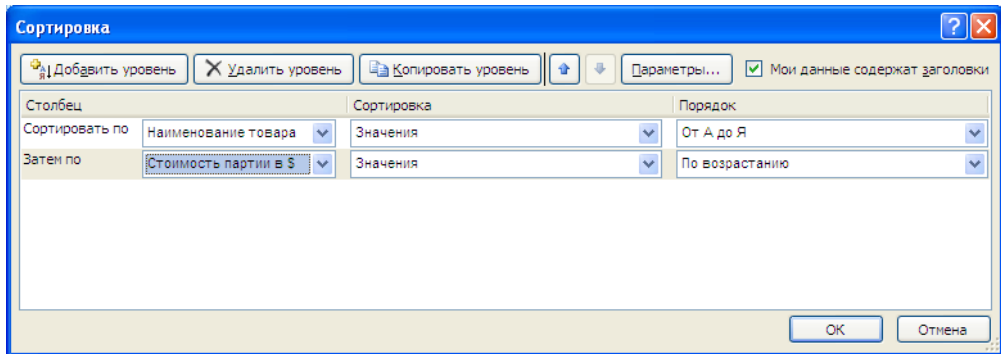 Сортировка
Добавить уровень Удалить уровень Копировать уровень Параметры... Мои данные содержат заголовки
Столбец Сортировка Порядок
Сортировать по Наименование товара Значения От А до Я
Затем по Стоимость партии в $ Значения По возрастанию
ОК Отмена